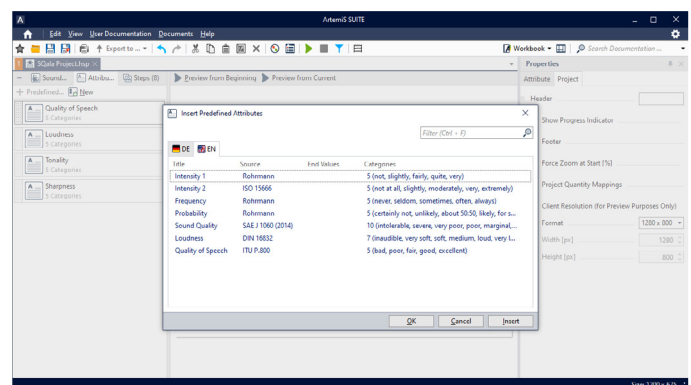 ArtemiS SUITE
Edit View User Documentation Documents Help
Export to ...
Workbook
Search Documentation ...
1 SQala Project.hsp
Properties
Sound... Attribu... Steps (0)
Preview from Beginning Preview from Current
Attribute Project
Predefined... New
Header
Quality of Speech
5 Categories
Loudness
5 Categories
Tonality
5 Categories
Sharpness
5 Categories
Insert Predefined Attributes
Filter (Ctrl + F)
DE EN
Title Source End Values Categories
Intensity 1 Rohrmann 5 (not, slightly, fairly, quite, very)
Intensity 2 ISO 15666 5 (not at all, slightly, moderately, very, extremely)
Frequency Rohrmann 5 (never, seldom, sometimes, often, always)
Probability Rohrmann 5 (certainly not, unlikely, about 50:50, likely, for s...
Sound Quality SAE J 1060 (2014) 10 (intolerable, severe, very poor, poor, marginal,...
Loudness DIN 16832 7 (inaudible, very soft, soft, medium, loud, very l...
Quality of Speech ITU P.800 5 (bad, poor, fair, good, excellent)
OK Cancel Insert
Show Progress Indicator
Footer
Force Zoom at Start [%]
Project Quantity Mappings
Client Resolution (for Preview Purposes Only)
Format 1200 x 800
Width [px] 1280
Height [px] 800